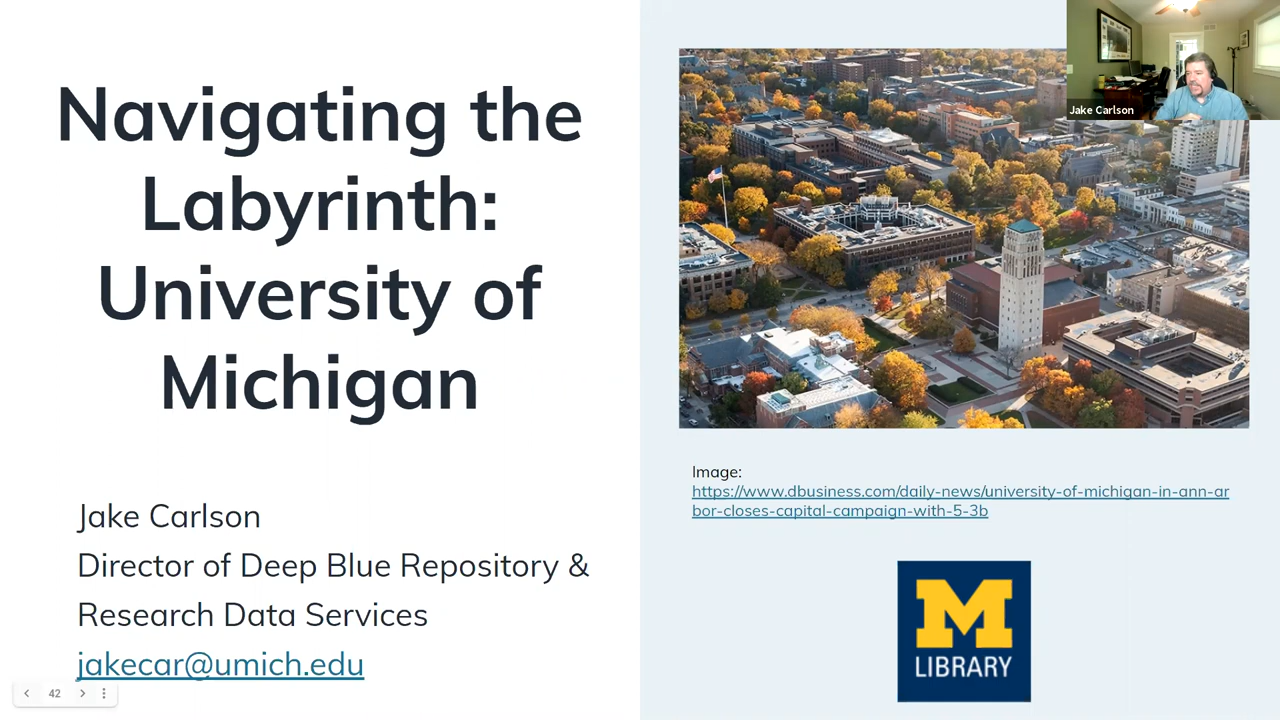 Navigating the
Labyrinth:
University of
Michigan
Jake Carlson
Director of Deep Blue Repository &
Research Data Services
jakecar@umich.edu
42
Jake Carlson
Image:
https://www.dbusiness.com/daily-news/university-of-michigan-in-ann-ar
bor-closes-capital-campaign-with-5-3b
M
LIBRARY